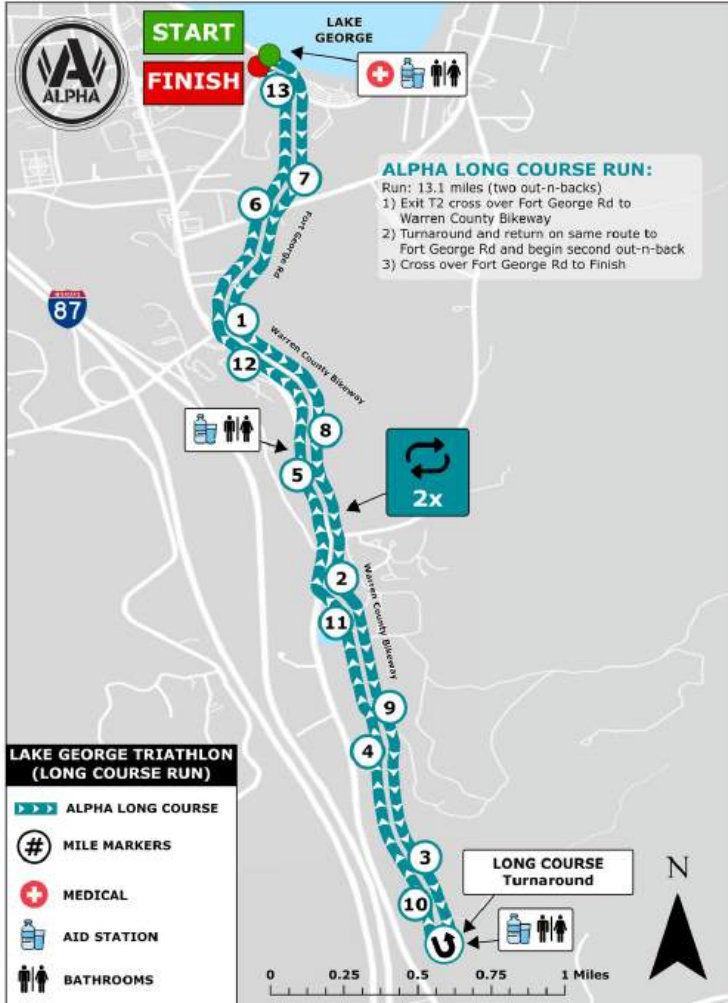 START
LAKE
GEORGE
ALPHA
FINISH
13
7
6
ALPHA LONG COURSE RUN:
Run: 13.1 miles (two out-n-backs)
1) Exit T2 cross over Fort George Rd to
Warren County Bikeway
2) Turnaround and return on same route to
Fort George Rd and begin second out-n-back
3) Cross over Fort George Rd to Finish
Fort George Rd
87
1
Warren County Bikeway
12
8
5
2x
2
Warren County Bikeway
11
9
4
3
10
LONG COURSE
Turnaround
LAKE GEORGE TRIATHLON
(LONG COURSE RUN)
ALPHA LONG COURSE
# MILE MARKERS
MEDICAL
AID STATION
BATHROOMS
N
0 0.25 0.5 0.75 1 Miles